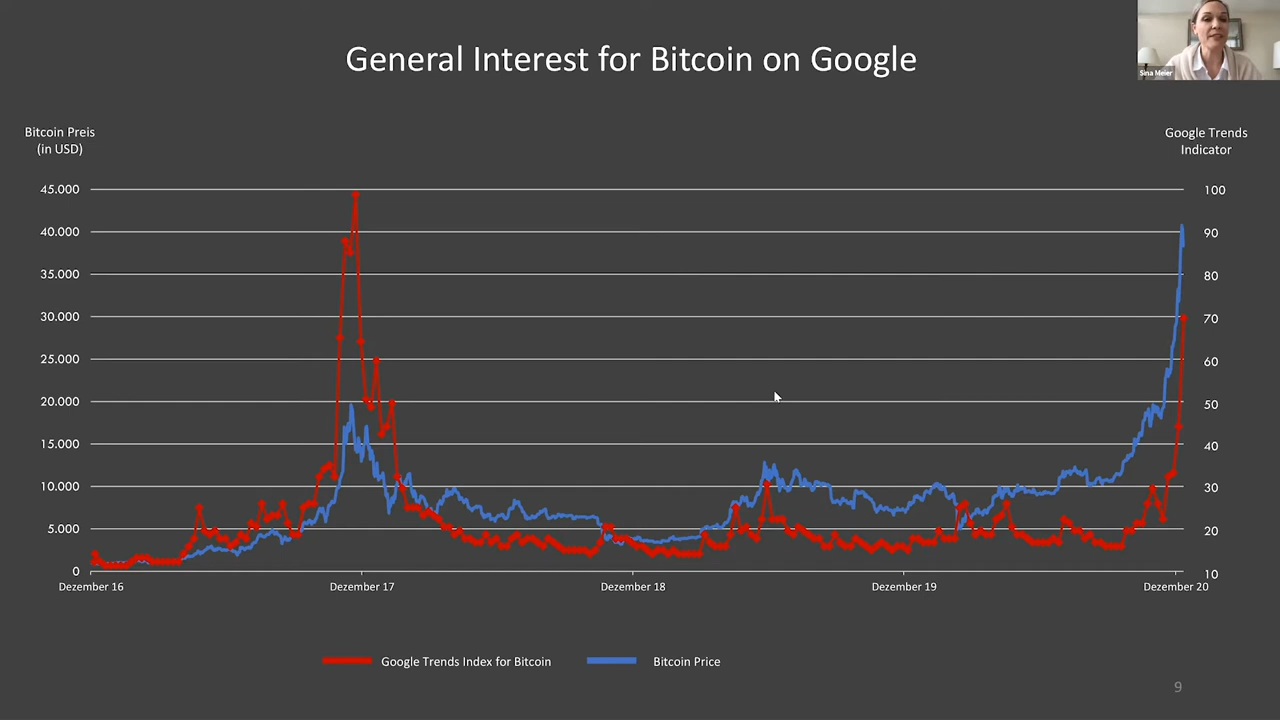 General Interest for Bitcoin on Google
Sina Meier
Bitcoin Preis
(in USD)
Google Trends
Indicator
45.000
40.000
35.000
30.000
25.000
20.000
15.000
10.000
5.000
0
100
90
80
70
60
50
40
30
20
10
Dezember 16
Dezember 17
Dezember 18
Dezember 19
Dezember 20
Google Trends Index for Bitcoin
Bitcoin Price
9